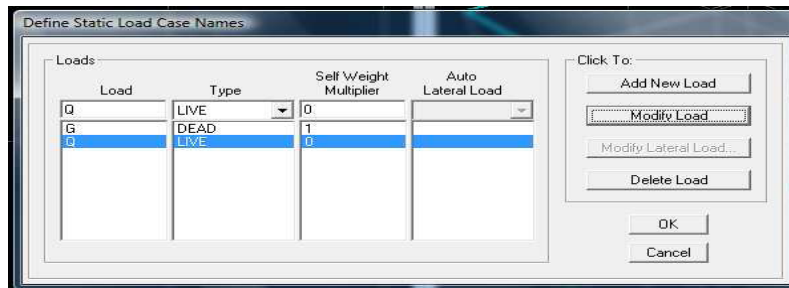 Define Static Load Case Names
Loads
Click To:
Load Type Self Weight Multiplier Auto Lateral Load
Q LIVE 0
G DEAD 1
Q LIVE 0
Add New Load
Modify Load
Modify Lateral Load...
Delete Load
OK
Cancel